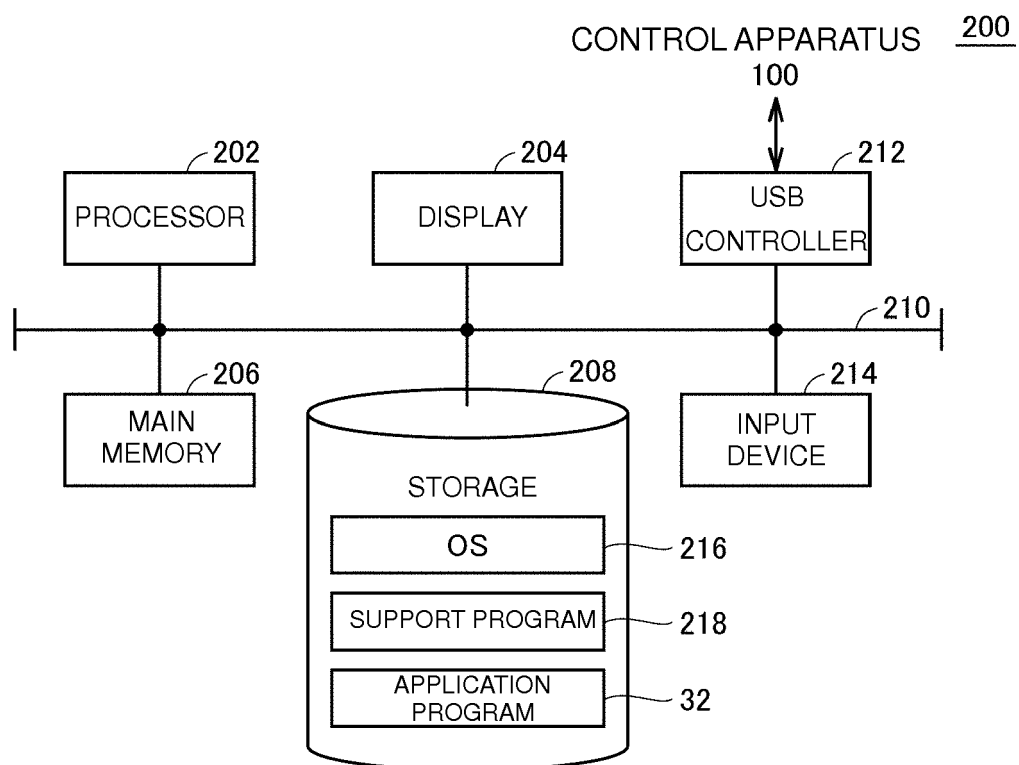 CONTROL APPARATUS 200
100
202 204 212
PROCESSOR DISPLAY USB
CONTROLLER
210
206 208 214
MAIN
MEMORY
INPUT
DEVICE
STORAGE
OS 216
SUPPORT PROGRAM 218
APPLICATION
PROGRAM 32